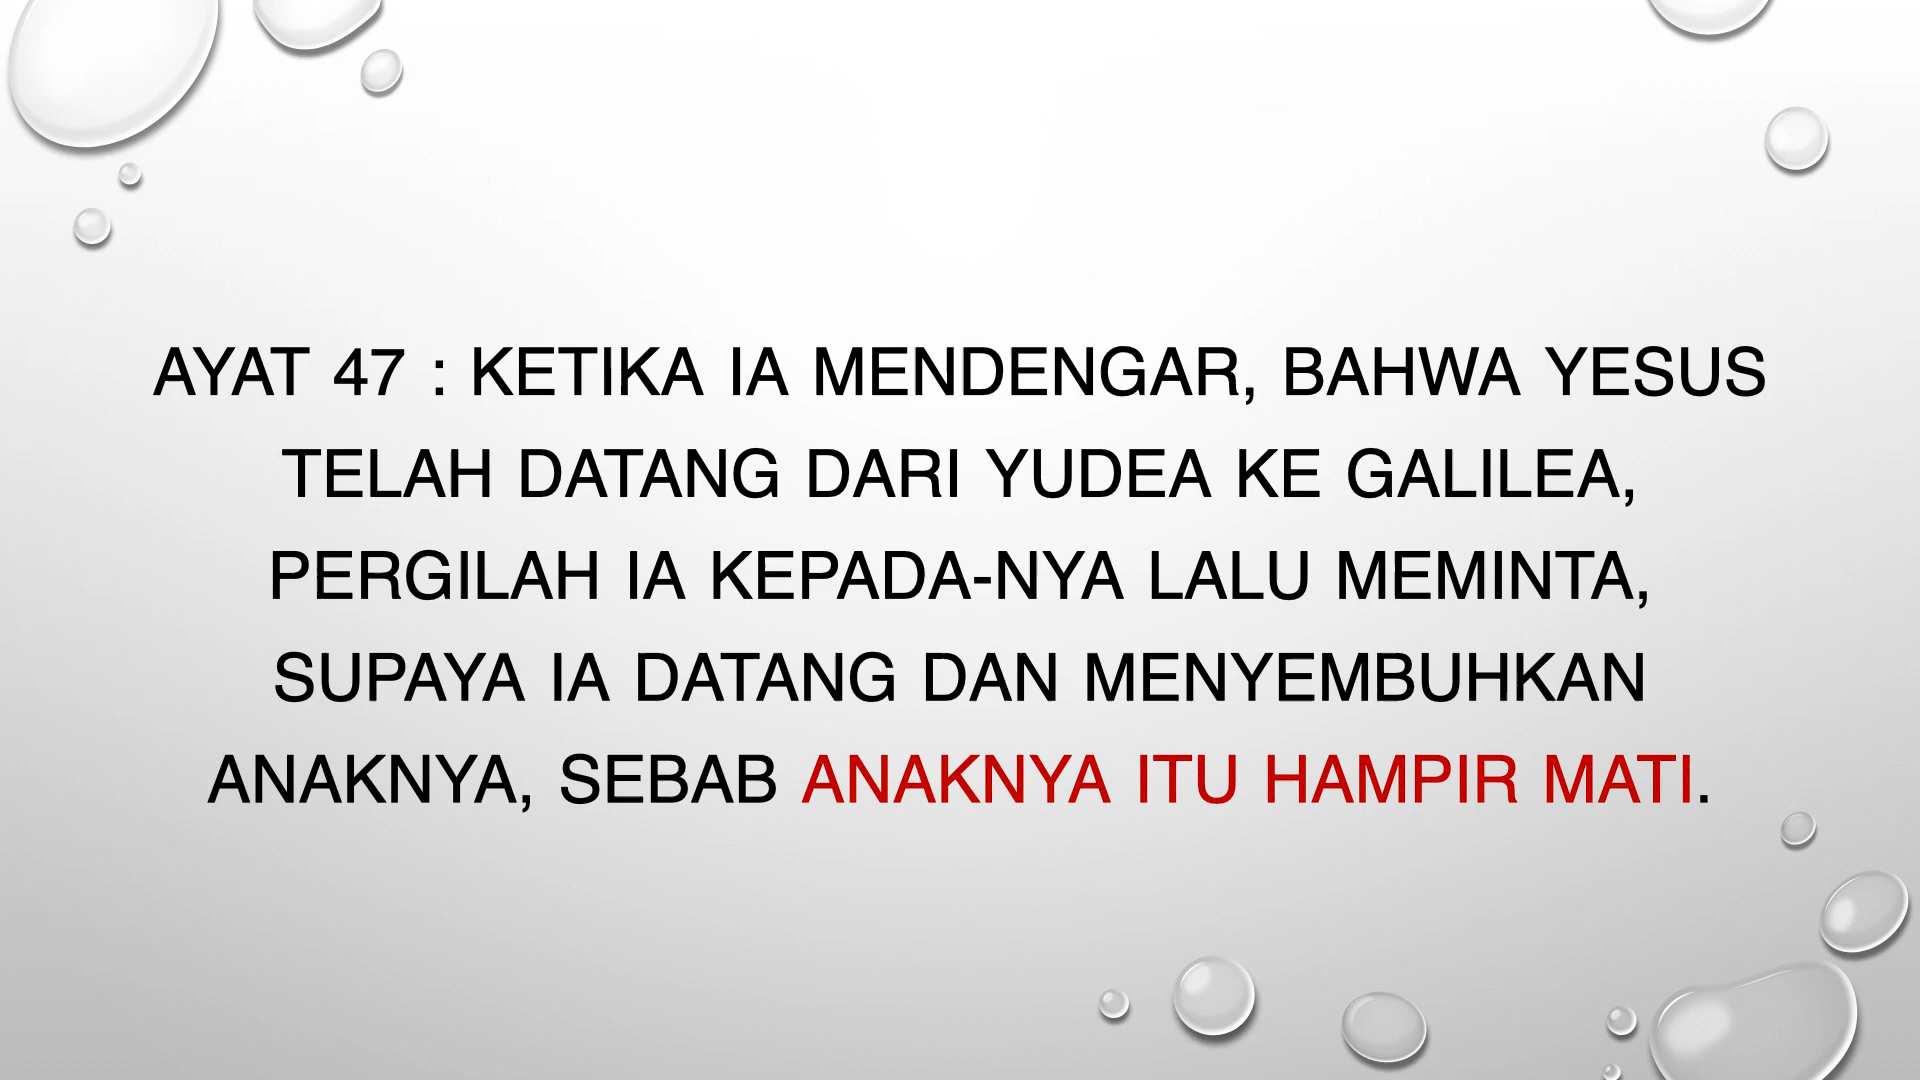 AYAT 47 : KETIKA IA MENDENGAR, BAHWA YESUS
TELAH DATANG DARI YUDEA KE GALILEA,
PERGILAH IA KEPADA-NYA LALU MEMINTA,
SUPAYA IA DATANG DAN MENYEMBUHKAN
ANAKNYA, SEBAB ANAKNYA ITU HAMPIR MATI.